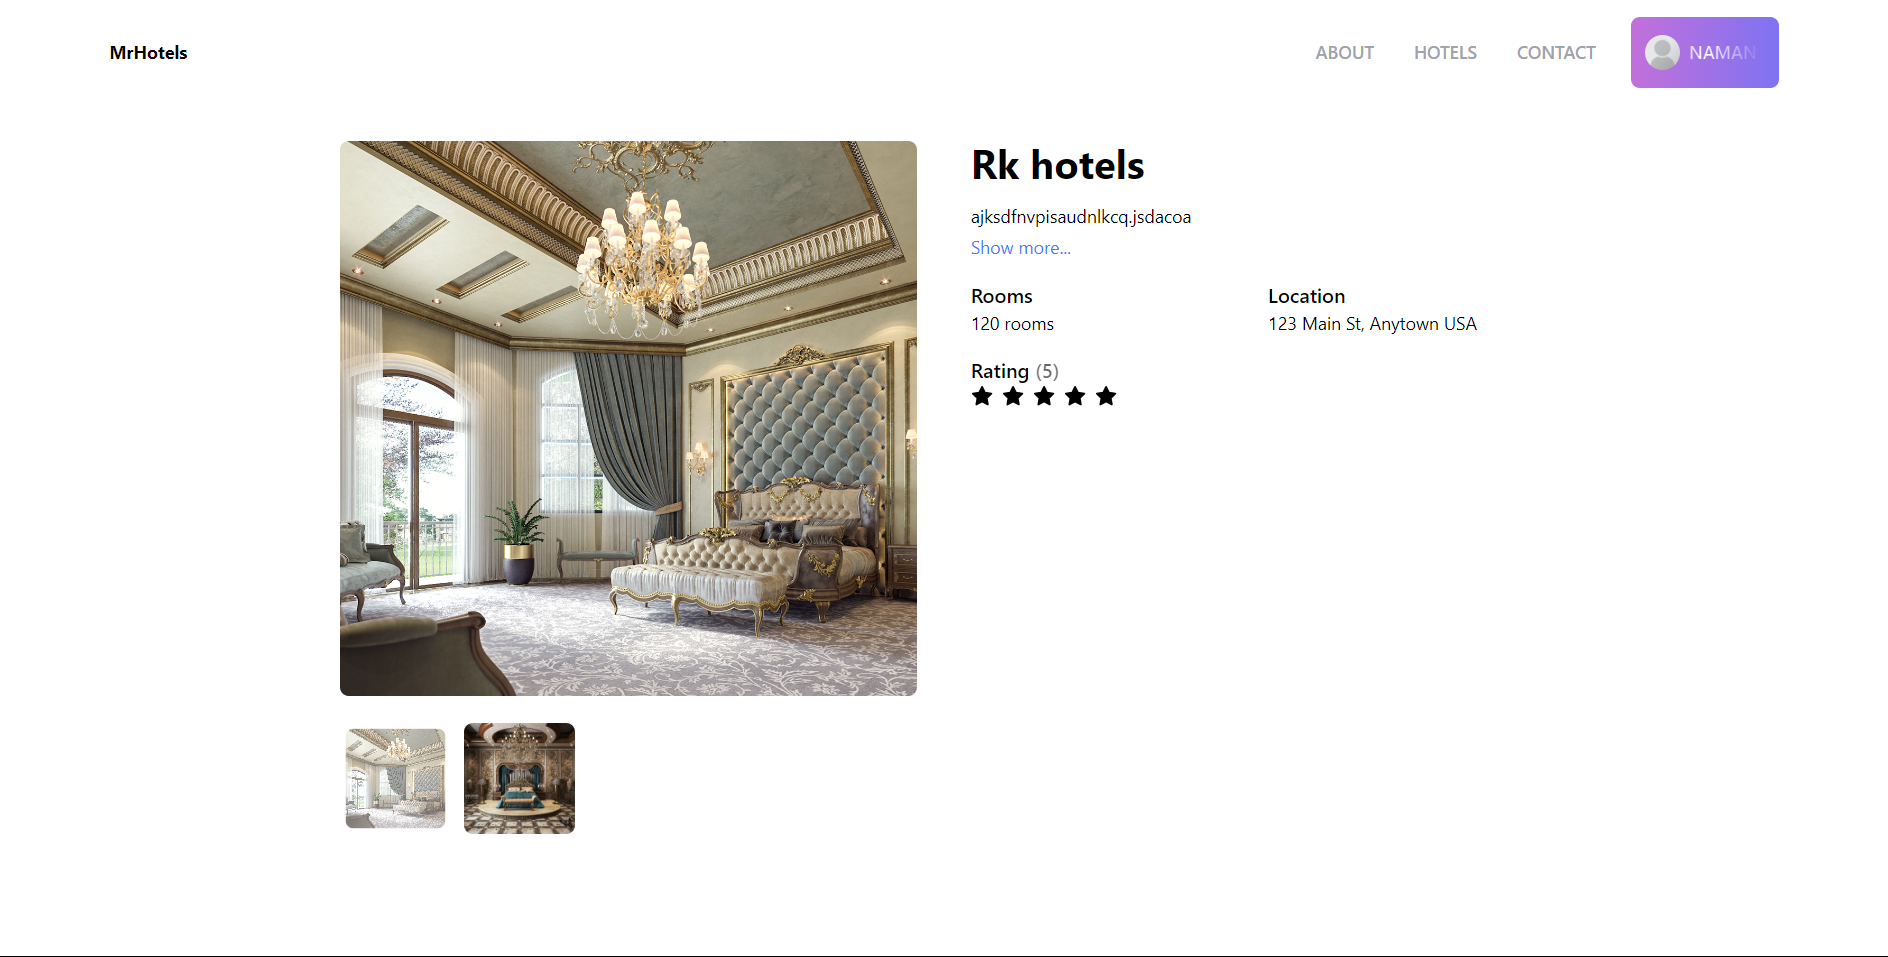 MrHotels
ABOUT
HOTELS
CONTACT
NAMAN
Rk hotels
ajksdfnvpisaudnlkcq.jsdacoa
Show more...
Rooms
120 rooms
Location
123 Main St, Anytown USA
Rating (5)